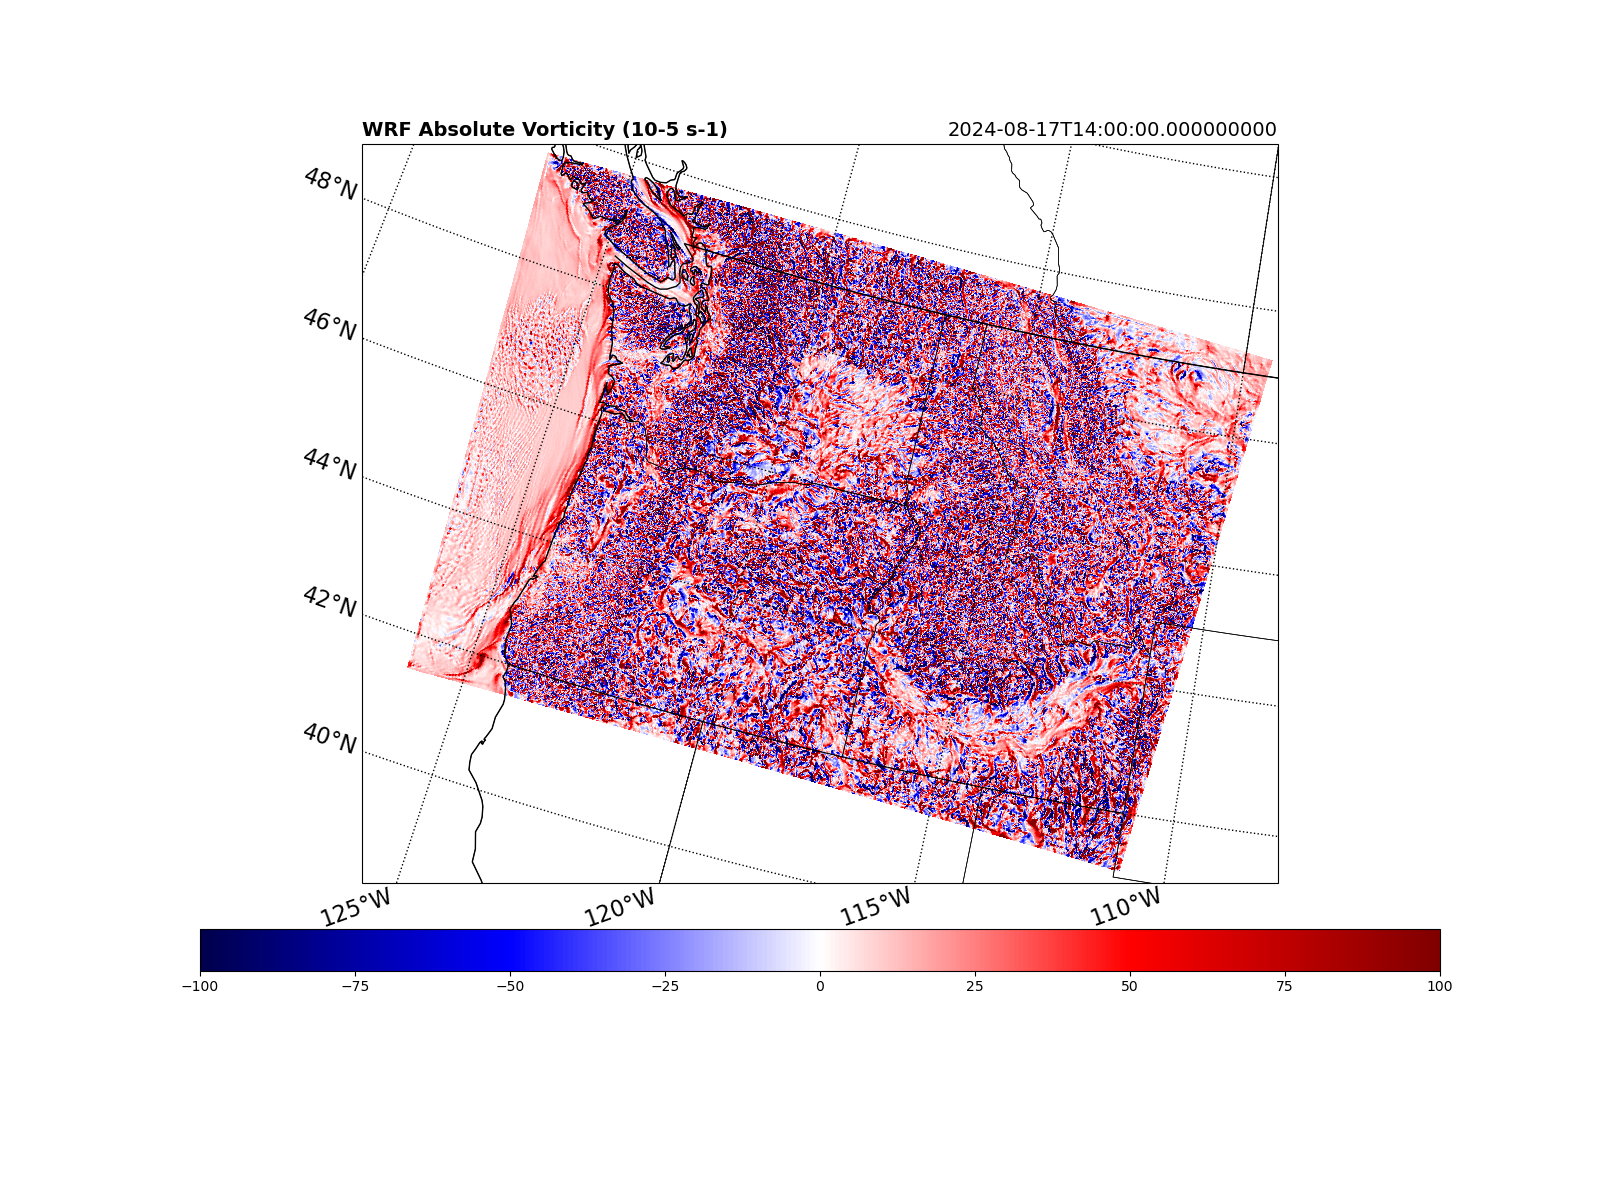 WRF Absolute Vorticity (10-5 s-1)
2024-08-17T14:00:00.000000000
48°N
46°N
44°N
42°N
40°N
125°W
120°W
115°W
110°W
−100
−75
−50
−25
0
25
50
75
100